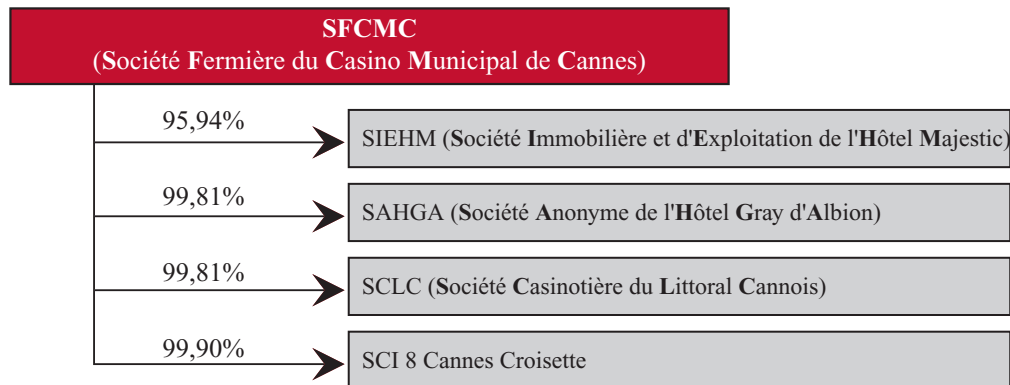 SFCMC
(Société Fermière du Casino Municipal de Cannes)
95,94%
SIEHM (Société Immobilière et d'Exploitation de l'Hôtel Majestic)
99,81%
SAHGA (Société Anonyme de l'Hôtel Gray d'Albion)
99,81%
SCLC (Société Casinotière du Littoral Cannois)
99,90%
SCI 8 Cannes Croisette